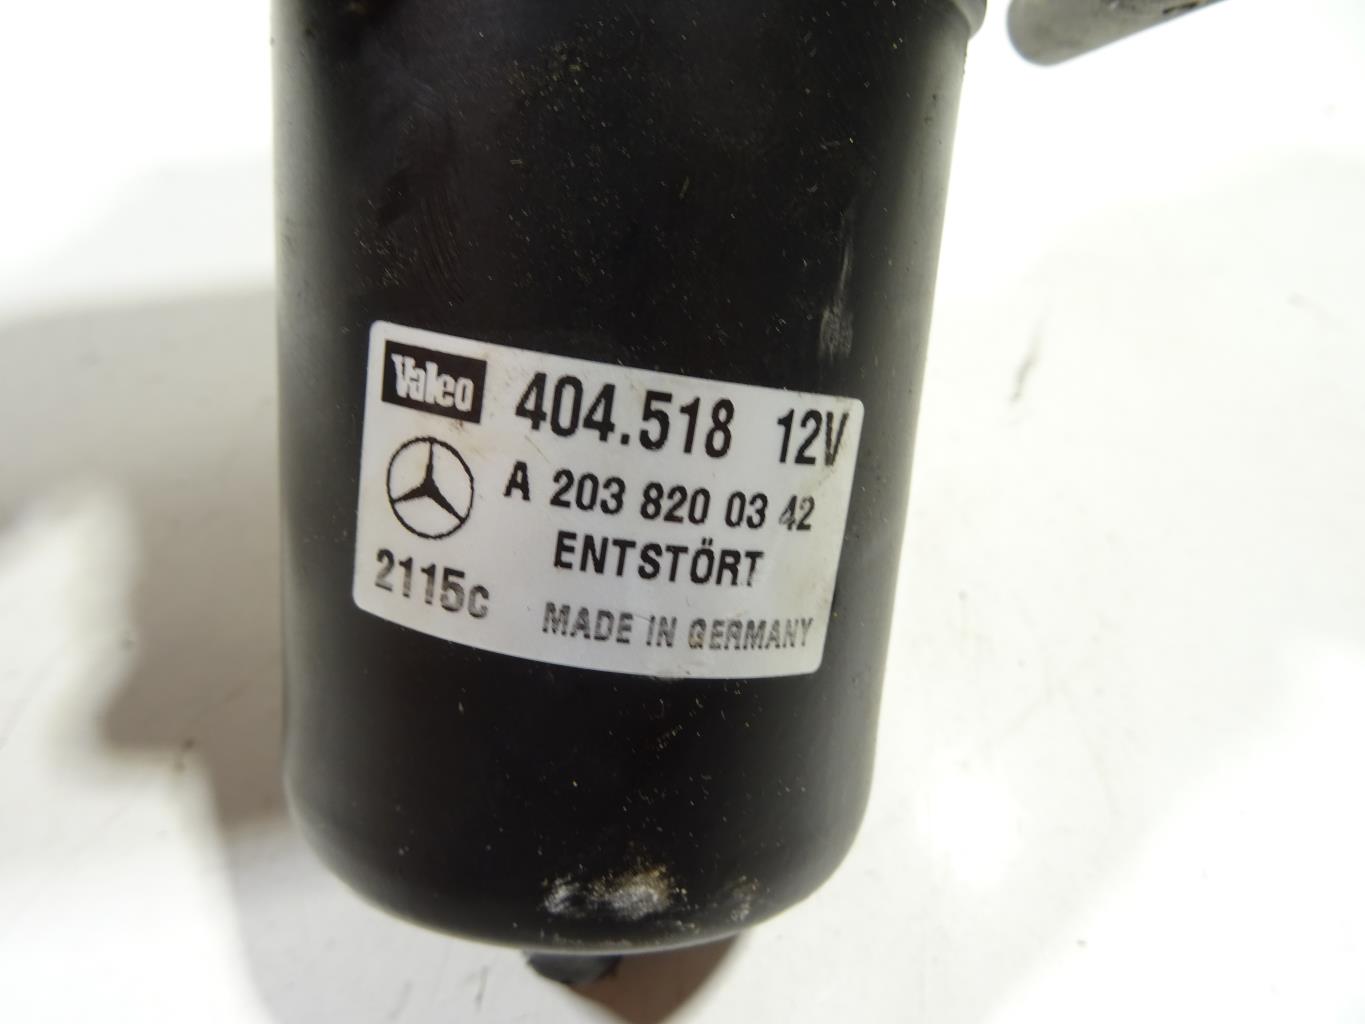 Valeo 404.518 12V
A 203 820 03 42
ENTSTÖRT
2115c MADE IN GERMANY